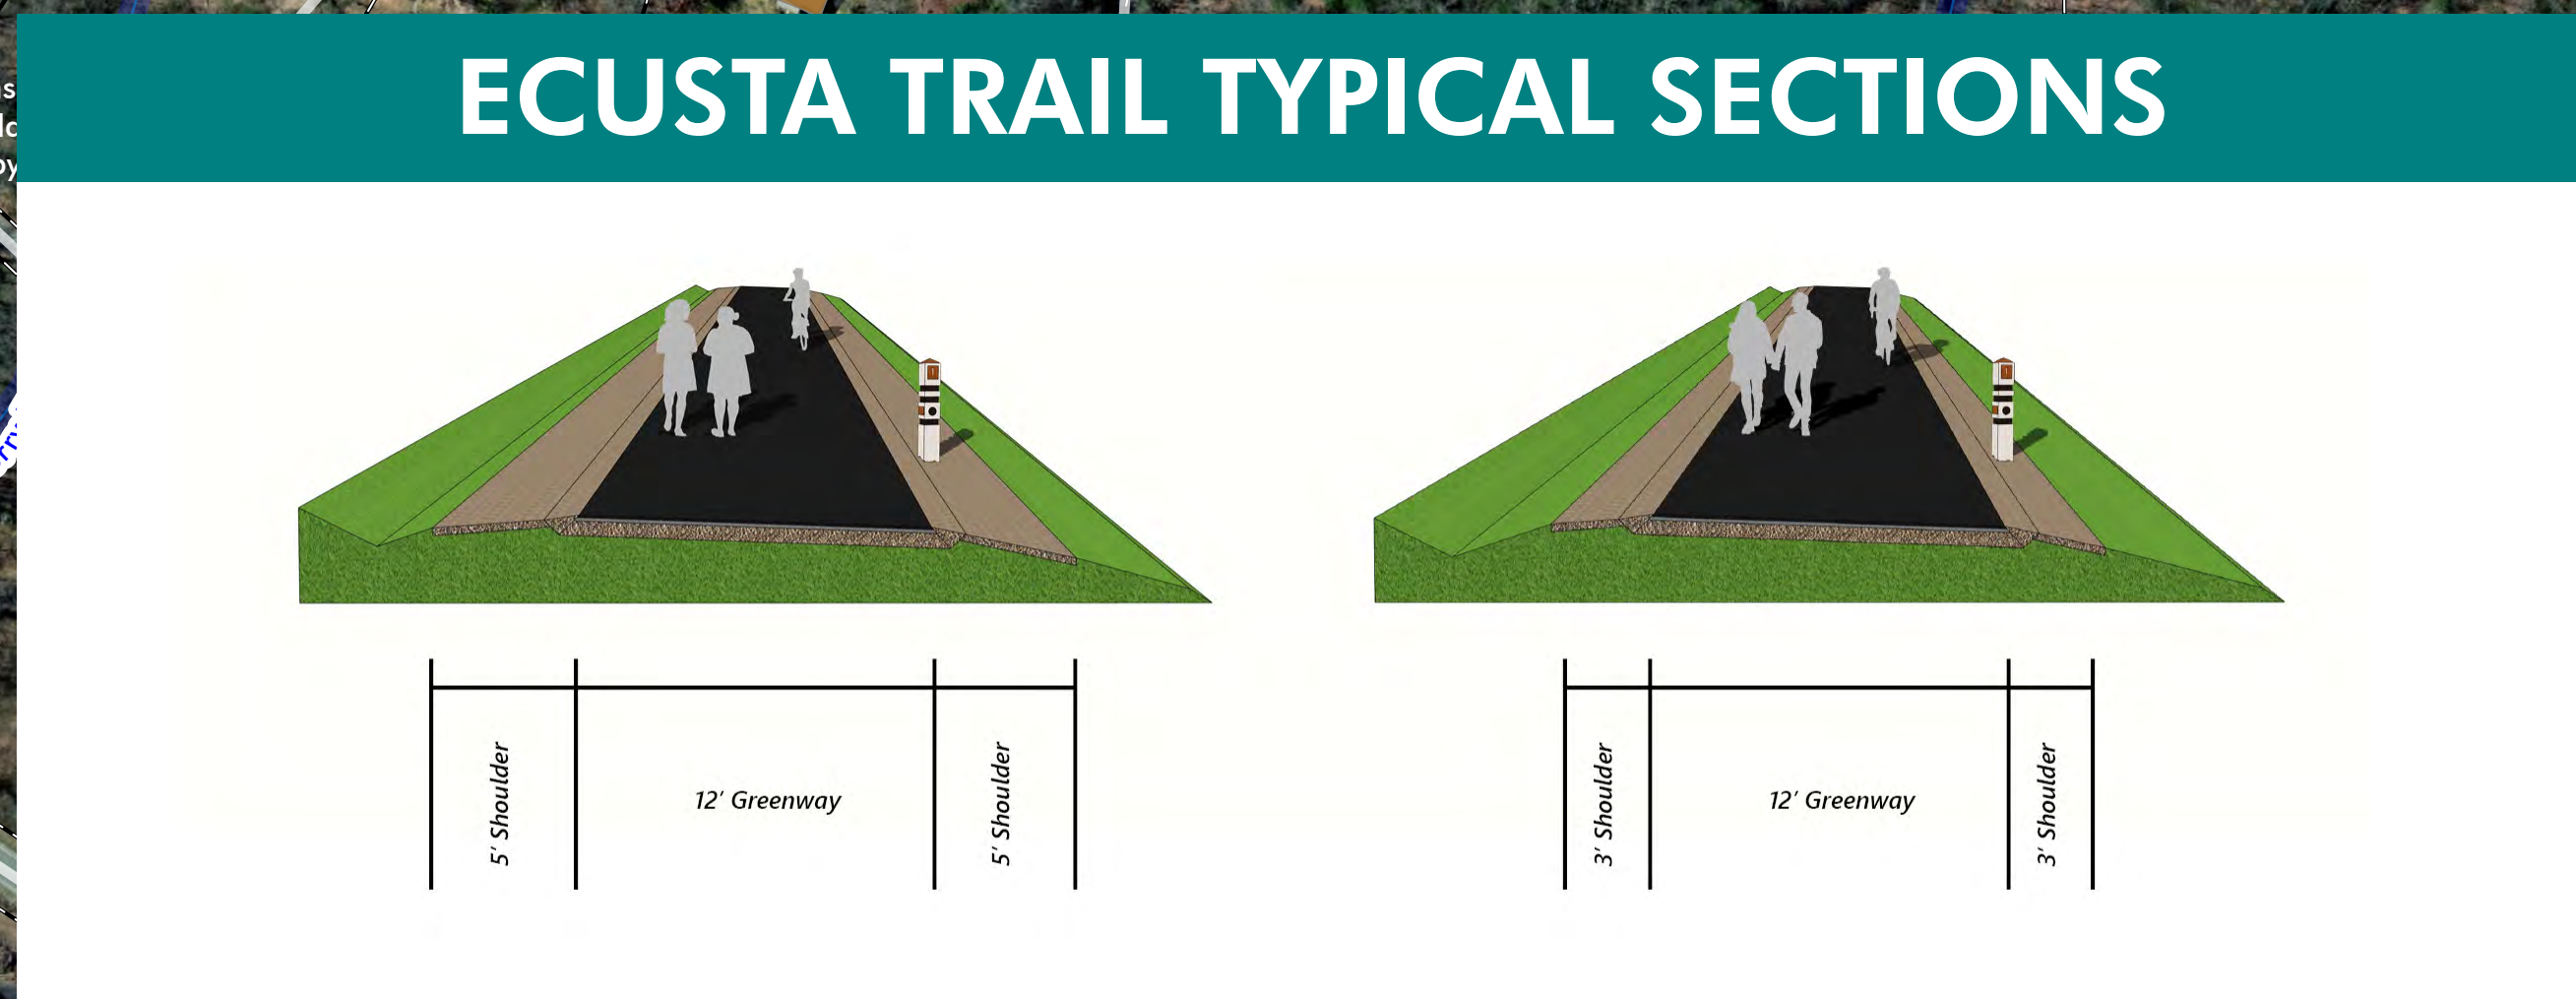 ECUSTA TRAIL TYPICAL SECTIONS
5' Shoulder
12' Greenway
5' Shoulder
3' Shoulder
12' Greenway
3' Shoulder